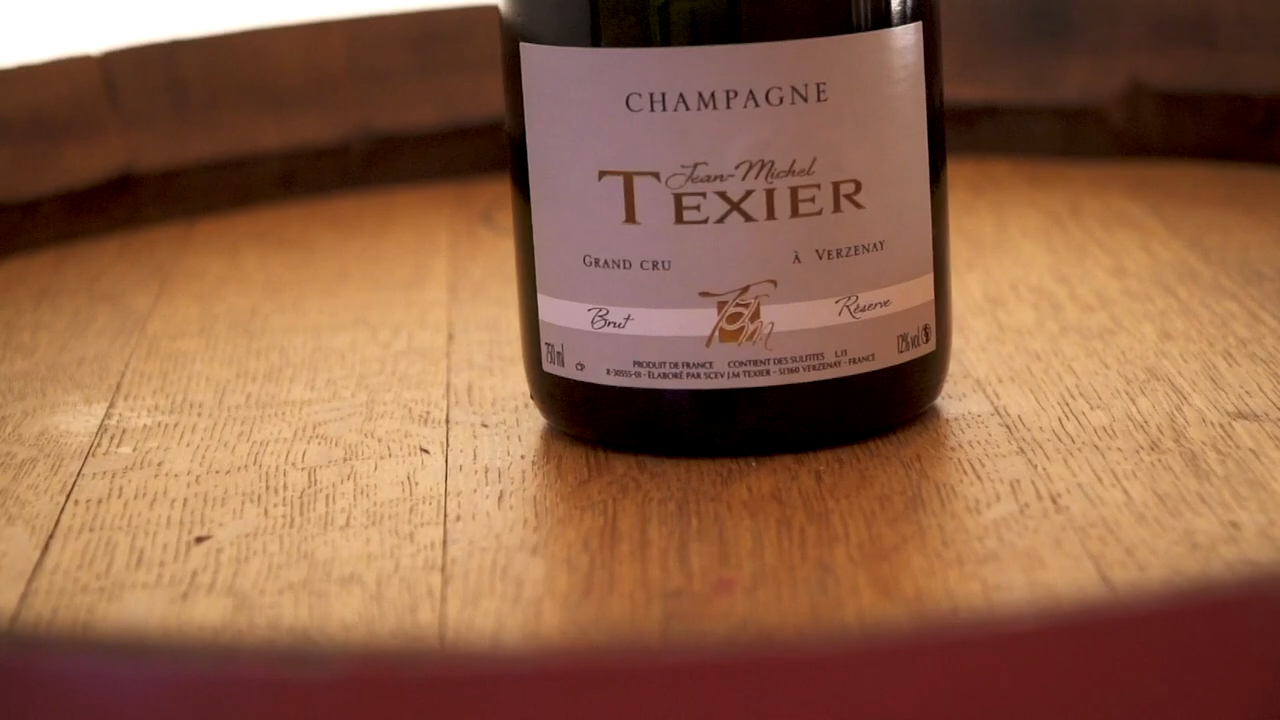 CHAMPAGNE
Jean-Michel
TEXIER
GRAND CRU À VERZENAY
Brut Réserve
750 ml 12% vol
PRODUIT DE FRANCE CONTIENT DES SULFITES L.13
R-30555-01 - ÉLABORÉ PAR SCEV J.M TEXIER - 51360 VERZENAY - FRANCE